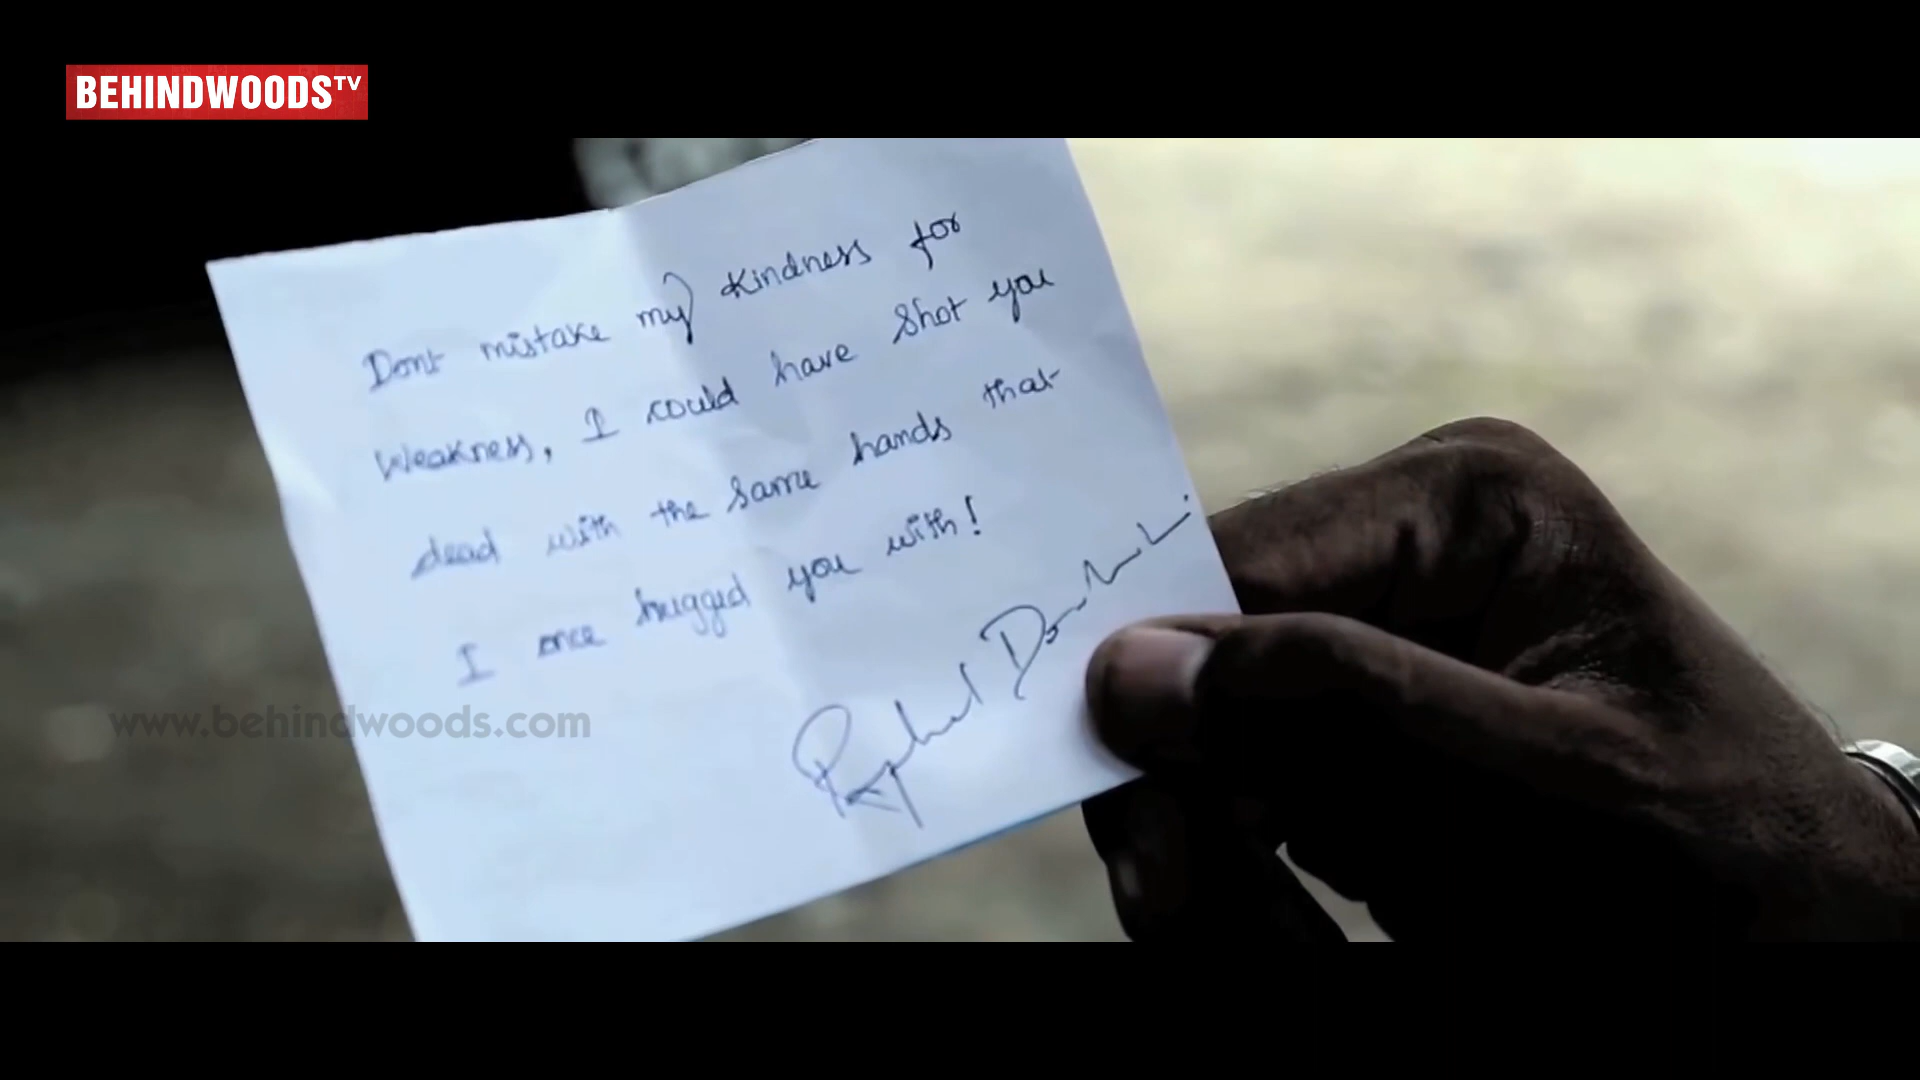 BEHINDWOODS TV
Dont mistake my kindness for
weakness, I could have shot you
dead with the same hands that
I once hugged you with!
www.behindwoods.com